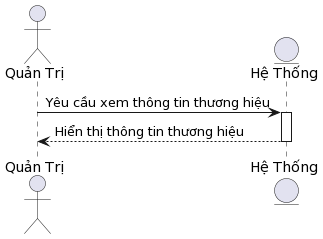 Quản Trị
Hệ Thống
Yêu cầu xem thông tin thương hiệu
Hiển thị thông tin thương hiệu
Quản Trị
Hệ Thống